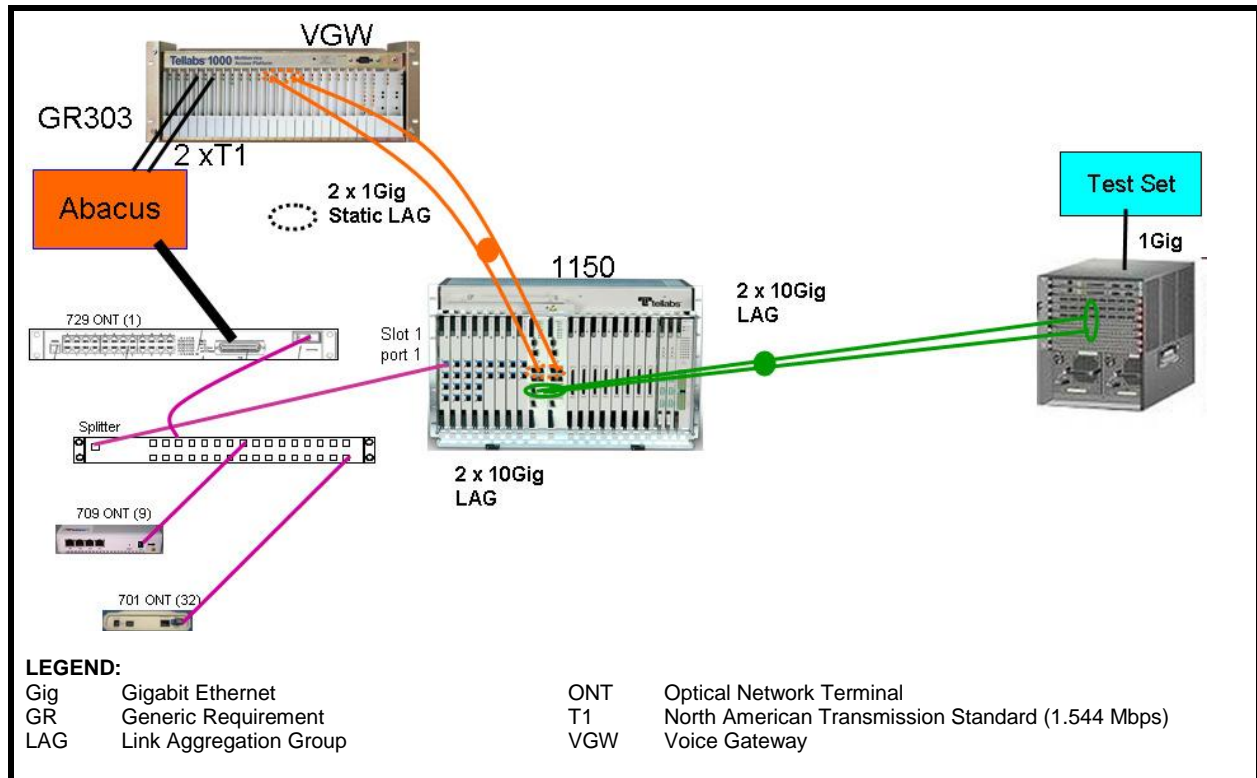 VGW
Tellabs 1000 Multiservice Access Platform
GR303
2 xT1
Abacus
2 x 1Gig
Static LAG
Test Set
1Gig
1150
tellabs
2 x 10Gig
LAG
729 ONT (1)
Slot 1
port 1
Splitter
2 x 10Gig
LAG
709 ONT (9)
701 ONT (32)
LEGEND:
Gig Gigabit Ethernet ONT Optical Network Terminal
GR Generic Requirement T1 North American Transmission Standard (1.544 Mbps)
LAG Link Aggregation Group VGW Voice Gateway